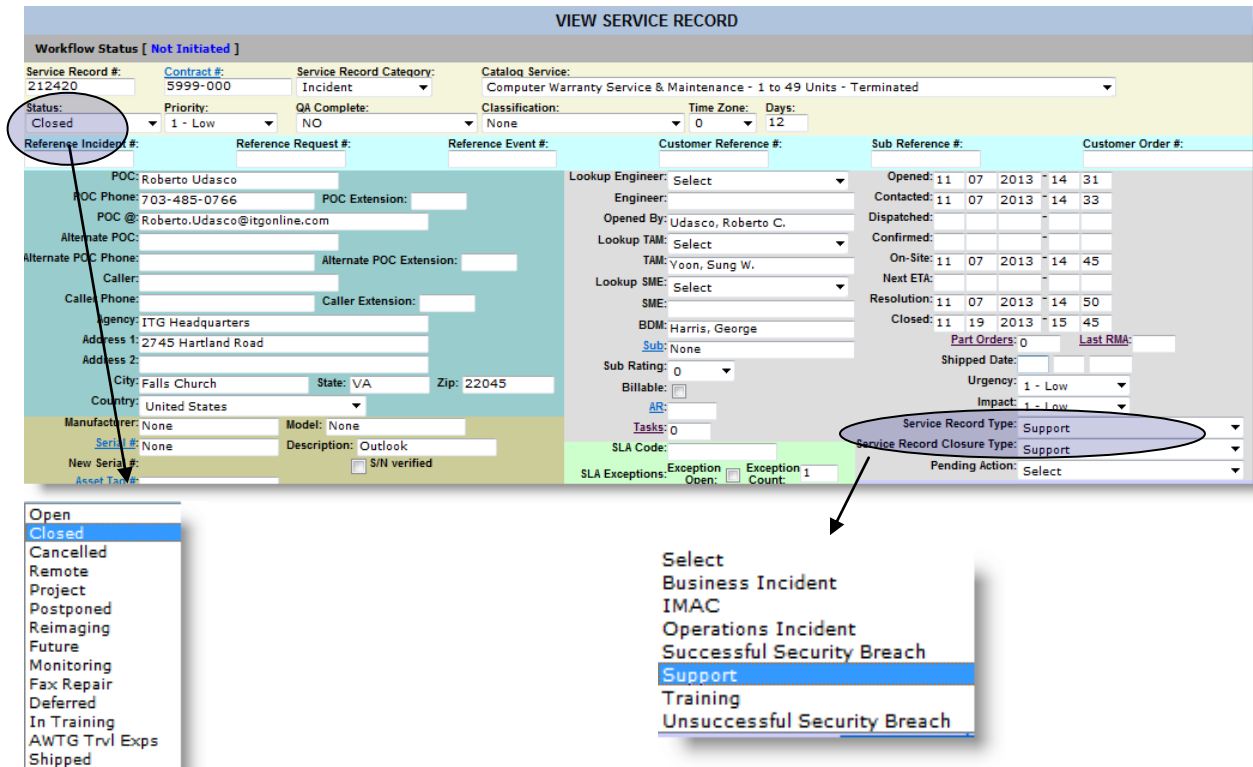 VIEW SERVICE RECORD
Workflow Status [ Not Initiated ]
Service Record #: Contract #: Service Record Category: Catalog Service:
212420 5999-000 Incident Computer Warranty Service & Maintenance - 1 to 49 Units - Terminated
Status: Priority: QA Complete: Classification: Time Zone: Days:
Closed 1 - Low NO None 0 12
Reference Incident #: Reference Request #: Reference Event #: Customer Reference #: Sub Reference #: Customer Order #:
POC: Roberto Udasco Lookup Engineer: Select Opened: 11 07 2013 - 14 31
POC Phone: 703-485-0766 POC Extension: Engineer: Contacted: 11 07 2013 - 14 33
POC @: Roberto.Udasco@itgonline.com Opened By: Udasco, Roberto C. Dispatched: -
Alternate POC: Lookup TAM: Select Confirmed: -
Alternate POC Phone: Alternate POC Extension: TAM: Yoon, Sung W. On-Site: 11 07 2013 - 14 45
Caller: Lookup SME: Select Next ETA: -
Caller Phone: Caller Extension: SME: Resolution: 11 07 2013 - 14 50
Agency: ITG Headquarters BDM: Harris, George Closed: 11 19 2013 - 15 45
Address 1: 2745 Hartland Road Sub: None Part Orders: 0 Last RMA:
Address 2: Sub Rating: 0 Shipped Date:
City: Falls Church State: VA Zip: 22045 Billable: Urgency: 1 - Low
Country: United States AR: Impact: 1 - Low
Manufacturer: None Model: None Tasks: 0 Service Record Type: Support
Serial #: None Description: Outlook SLA Code: Service Record Closure Type: Support
New Serial #: S/N verified SLA Exceptions: Exception Open: Exception Count: 1 Pending Action: Select
Asset Tag #:
Open
Closed
Cancelled
Remote
Project
Postponed
Reimaging
Future
Monitoring
Fax Repair
Deferred
In Training
AWTG Trvl Exps
Shipped
Select
Business Incident
IMAC
Operations Incident
Successful Security Breach
Support
Training
Unsuccessful Security Breach